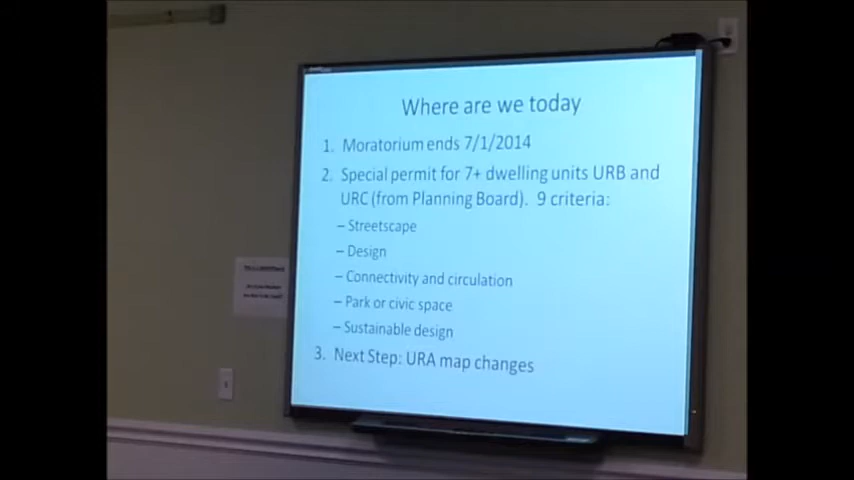 Where are we today
1. Moratorium ends 7/1/2014
2. Special permit for 7+ dwelling units URB and
URC (from Planning Board). 9 criteria:
– Streetscape
– Design
– Connectivity and circulation
– Park or civic space
– Sustainable design
3. Next Step: URA map changes